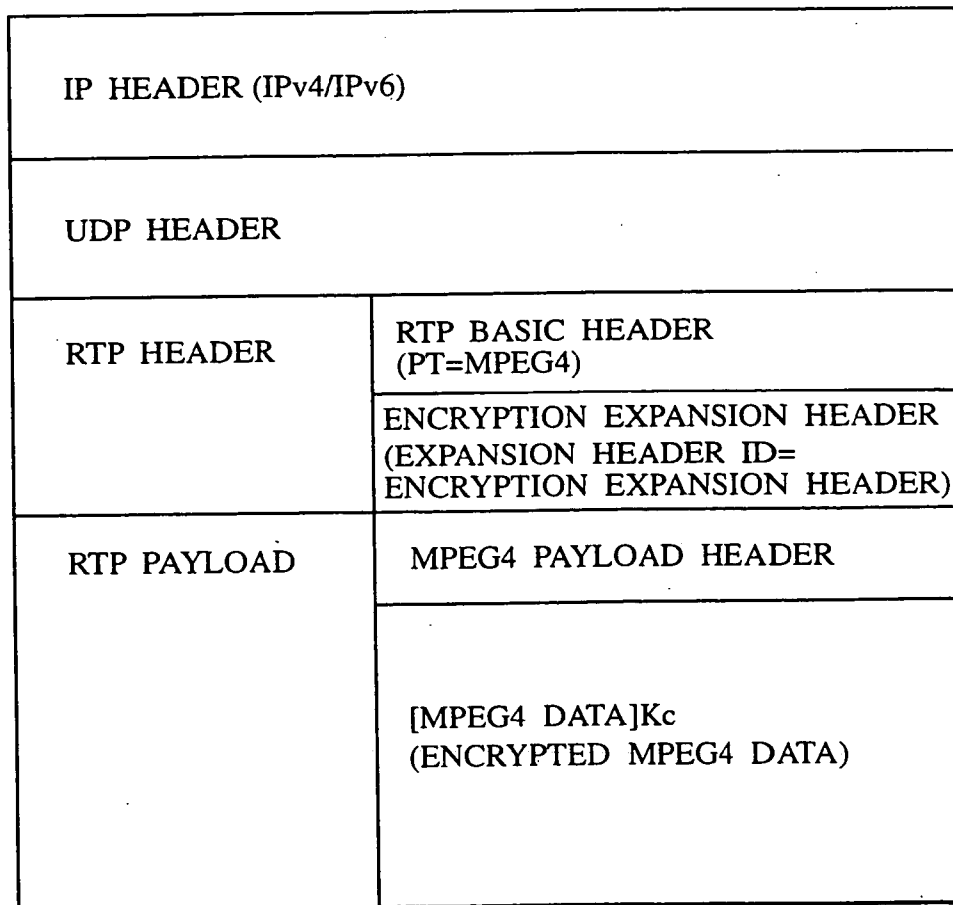 IP HEADER (IPv4/IPv6)
UDP HEADER
RTP HEADER
RTP BASIC HEADER
(PT=MPEG4)
ENCRYPTION EXPANSION HEADER
(EXPANSION HEADER ID=
ENCRYPTION EXPANSION HEADER)
RTP PAYLOAD
MPEG4 PAYLOAD HEADER
[MPEG4 DATA]Kc
(ENCRYPTED MPEG4 DATA)